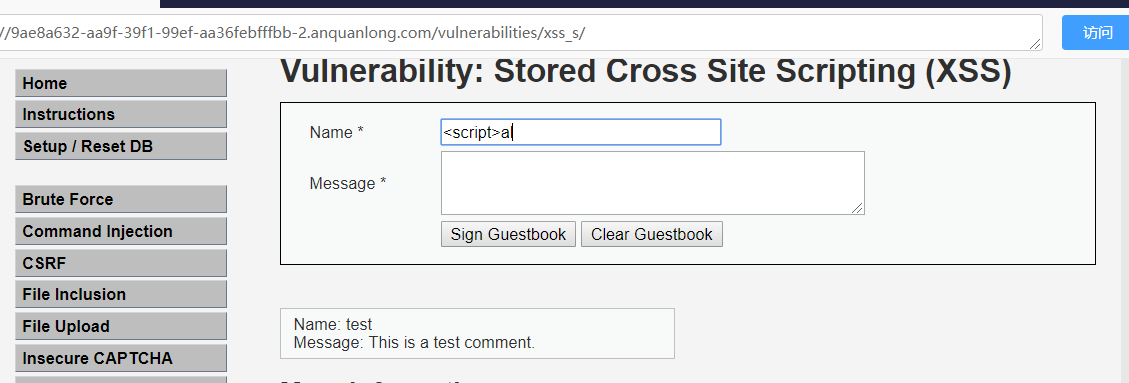 //9ae8a632-aa9f-39f1-99ef-aa36febfffbb-2.anquanlong.com/vulnerabilities/xss_s/
访问
Vulnerability: Stored Cross Site Scripting (XSS)
Home
Instructions
Setup / Reset DB
Brute Force
Command Injection
CSRF
File Inclusion
File Upload
Insecure CAPTCHA
Name * <script>al
Message *
Sign Guestbook Clear Guestbook
Name: test
Message: This is a test comment.